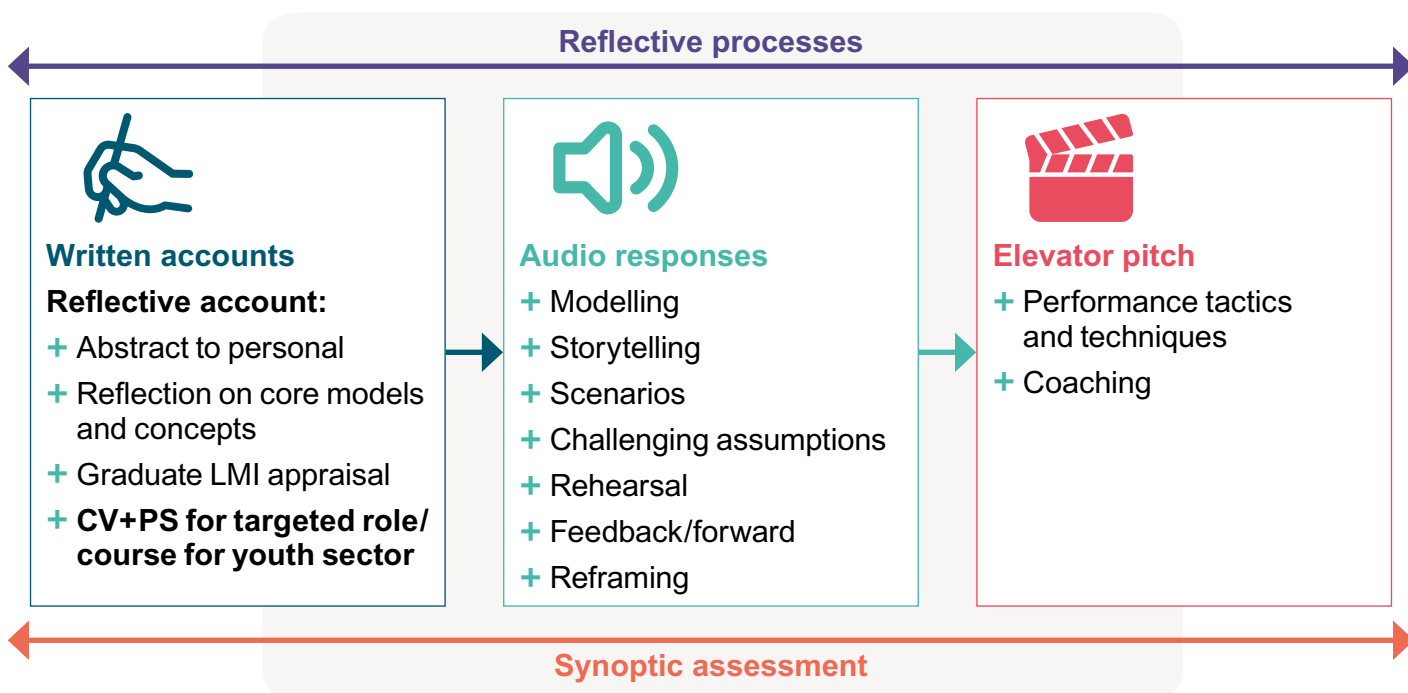 Reflective processes
Written accounts
Reflective account:
+ Abstract to personal
+ Reflection on core models
and concepts
+ Graduate LMI appraisal
+ CV+PS for targeted role/
course for youth sector
Audio responses
+ Modelling
+ Storytelling
+ Scenarios
+ Challenging assumptions
+ Rehearsal
+ Feedback/forward
+ Reframing
Elevator pitch
+ Performance tactics
and techniques
+ Coaching
Synoptic assessment